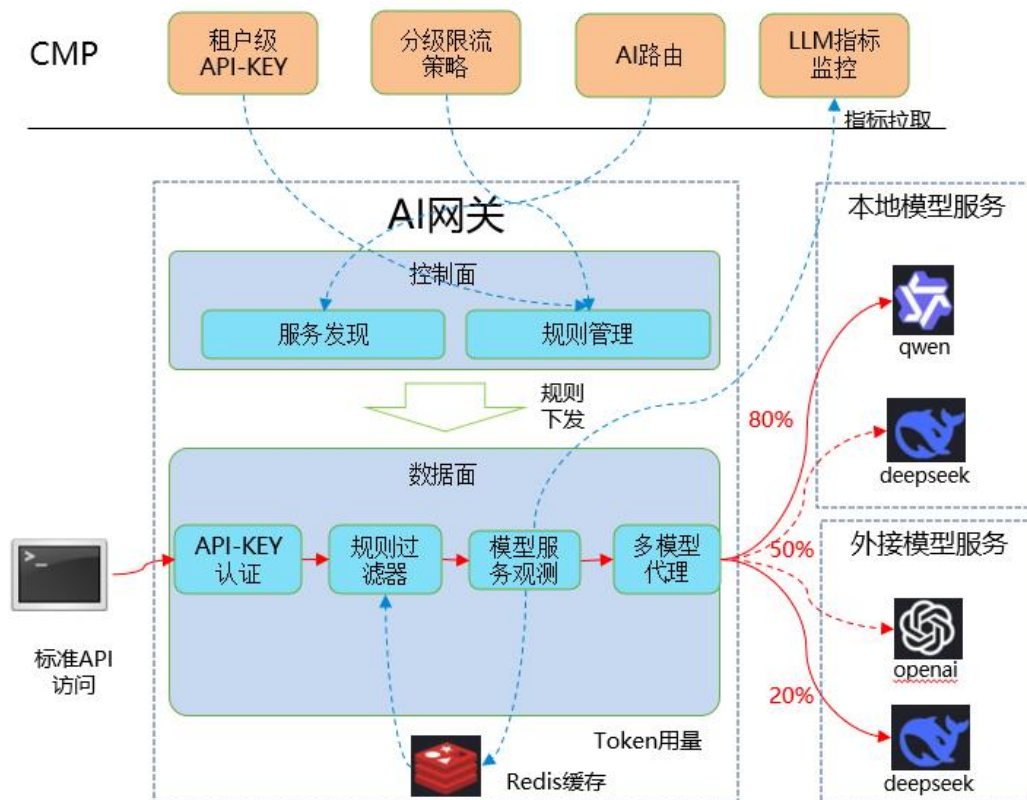 CMP
租户级
API-KEY
分级限流
策略
AI路由
LLM指标
监控
指标拉取
AI网关
控制面
服务发现
规则管理
规则
下发
数据面
API-KEY
认证
规则过
滤器
模型服
务观测
多模型
代理
标准API
访问
Token用量
Redis缓存
80%
50%
20%
本地模型服务
qwen
deepseek
外接模型服务
openai
deepseek